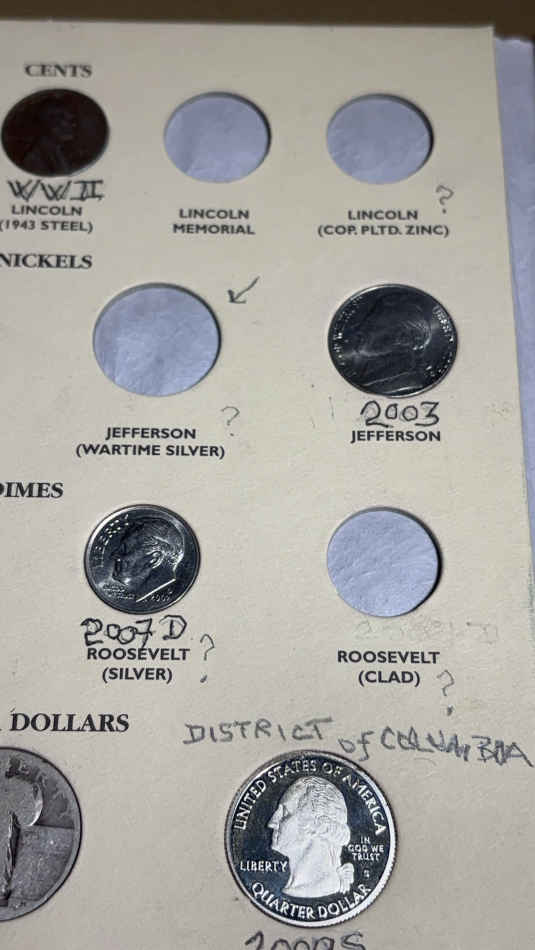 CENTS
WWII
LINCOLN
(1943 STEEL)
LINCOLN
MEMORIAL
?
LINCOLN
(COP. PLTD. ZINC)
NICKELS
?
JEFFERSON
(WARTIME SILVER)
2003
JEFFERSON
DIMES
LIBERTY
2007 D
ROOSEVELT
(SILVER)
?
ROOSEVELT
(CLAD)
?
DOLLARS
DISTRICT of COLUMBIA
UNITED STATES OF AMERICA
IN
GOD WE
TRUST
S
LIBERTY
QUARTER DOLLAR
2009S